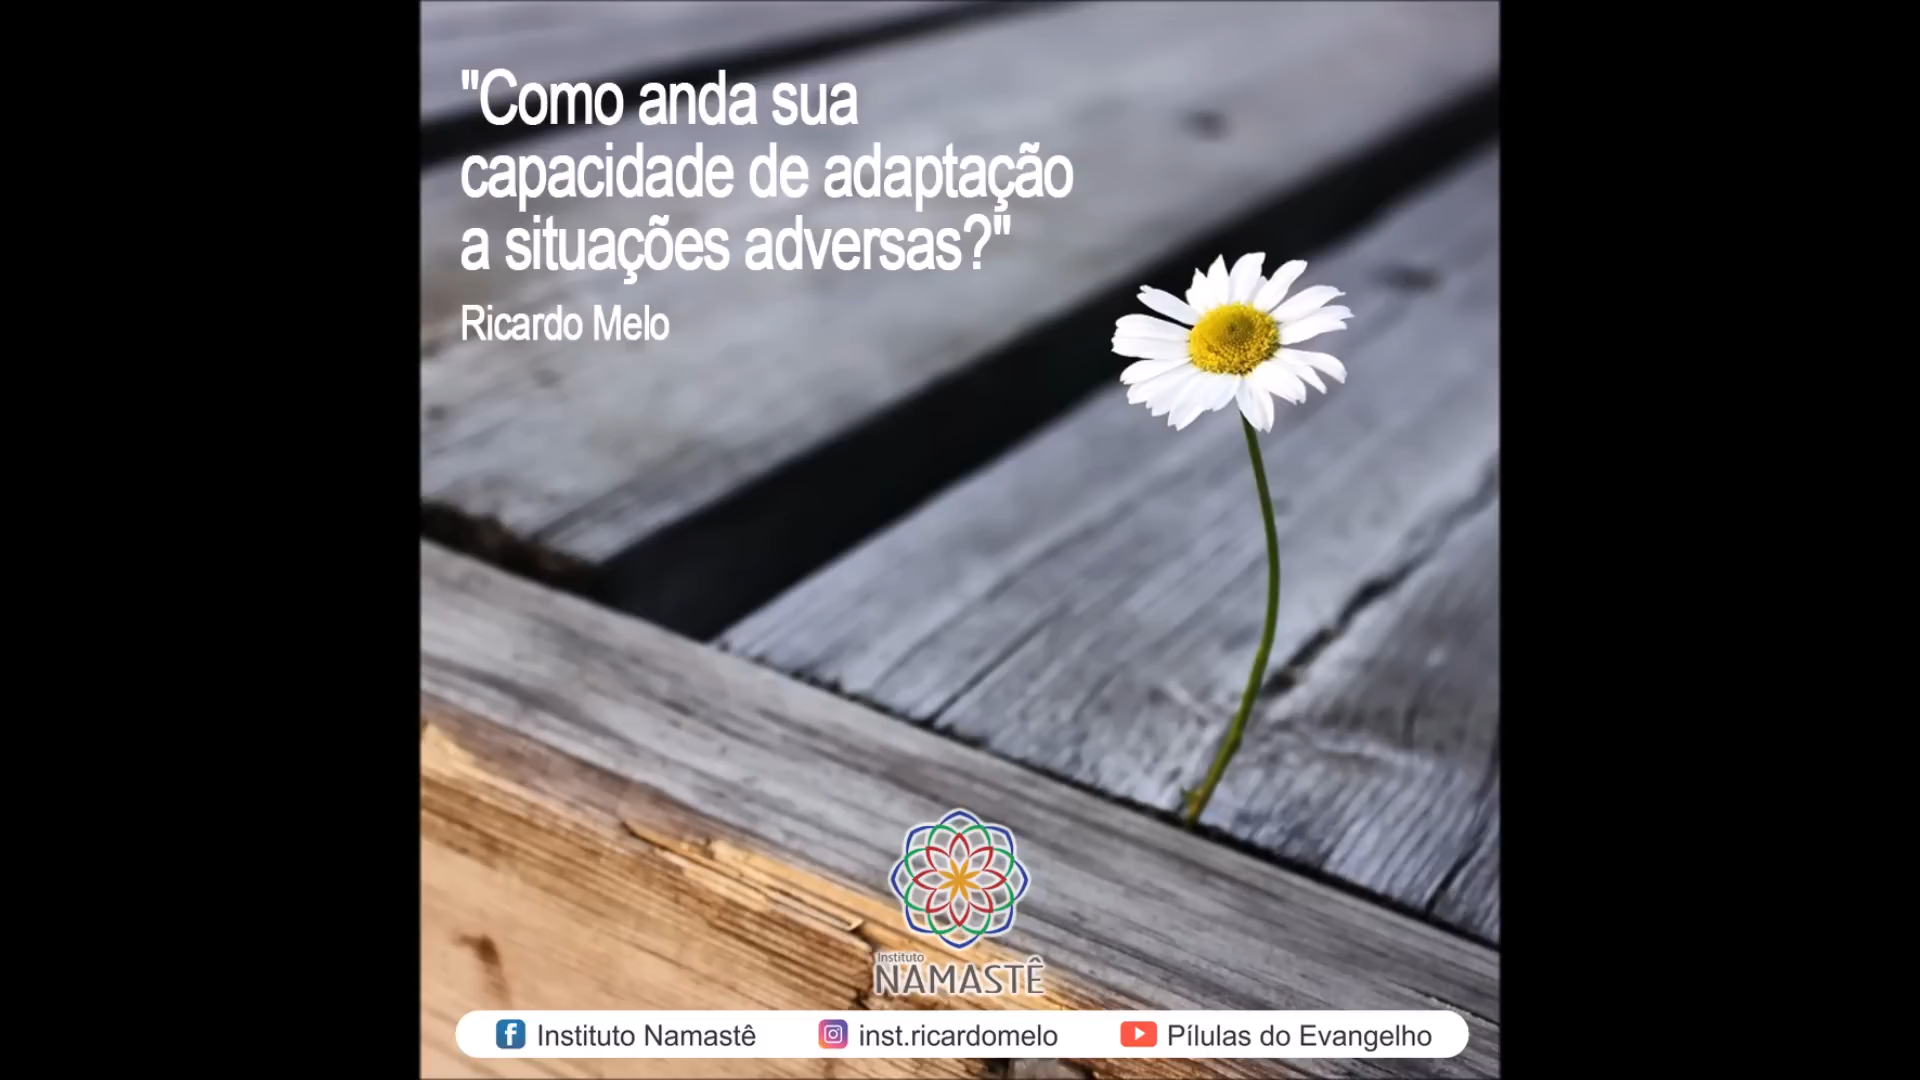 "Como anda sua
capacidade de adaptação
a situações adversas?"
Ricardo Melo
Instituto
NAMASTÊ
Instituto Namastê
inst.ricardomelo
Pílulas do Evangelho